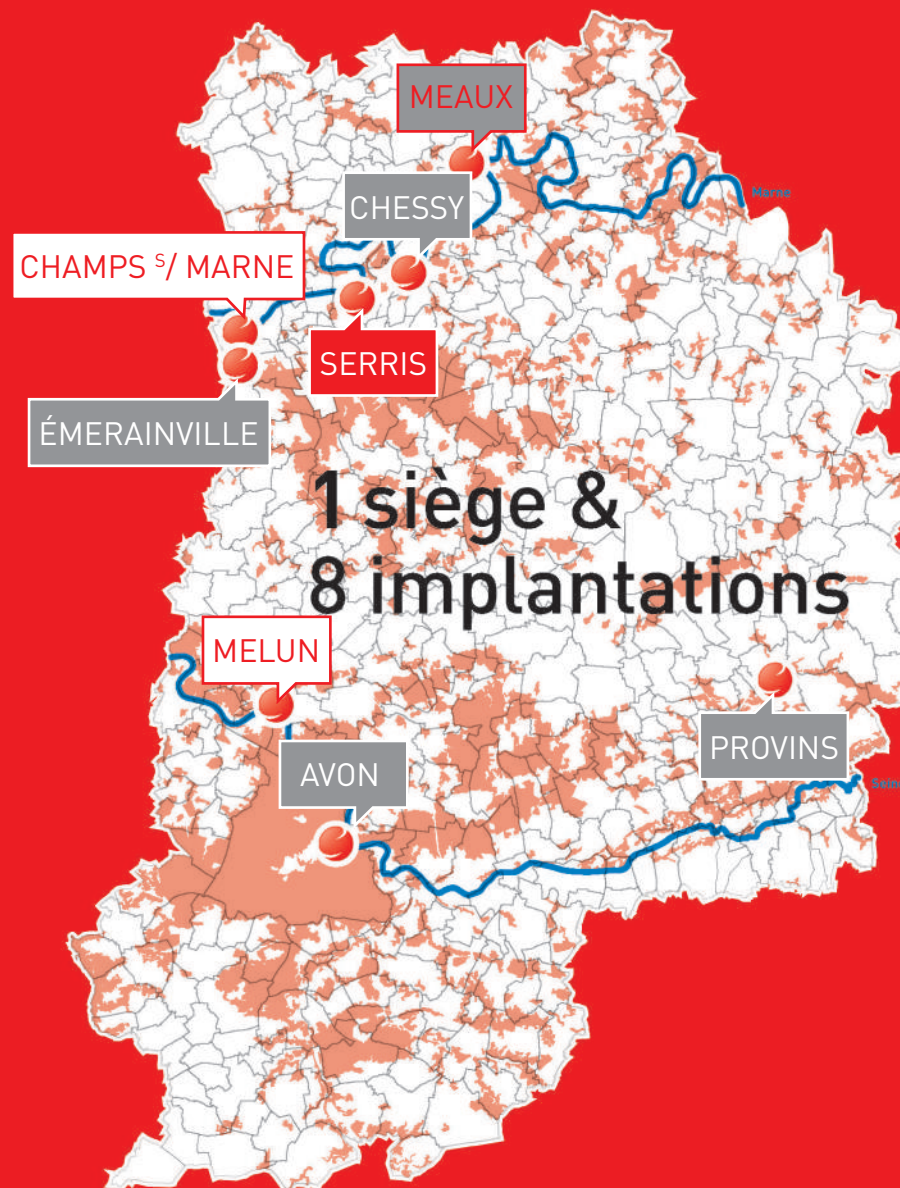 MEAUX
Marne
CHESSY
CHAMPS S/ MARNE
SERRIS
ÉMERAINVILLE
1 siège &
8 implantations
MELUN
PROVINS
AVON